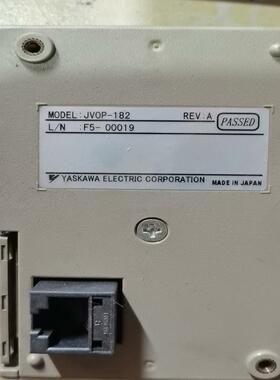 MODEL: JVOP-182 REV: A PASSED
L/N : F5- 00019
YASKAWA ELECTRIC CORPORATION MADE IN JAPAN